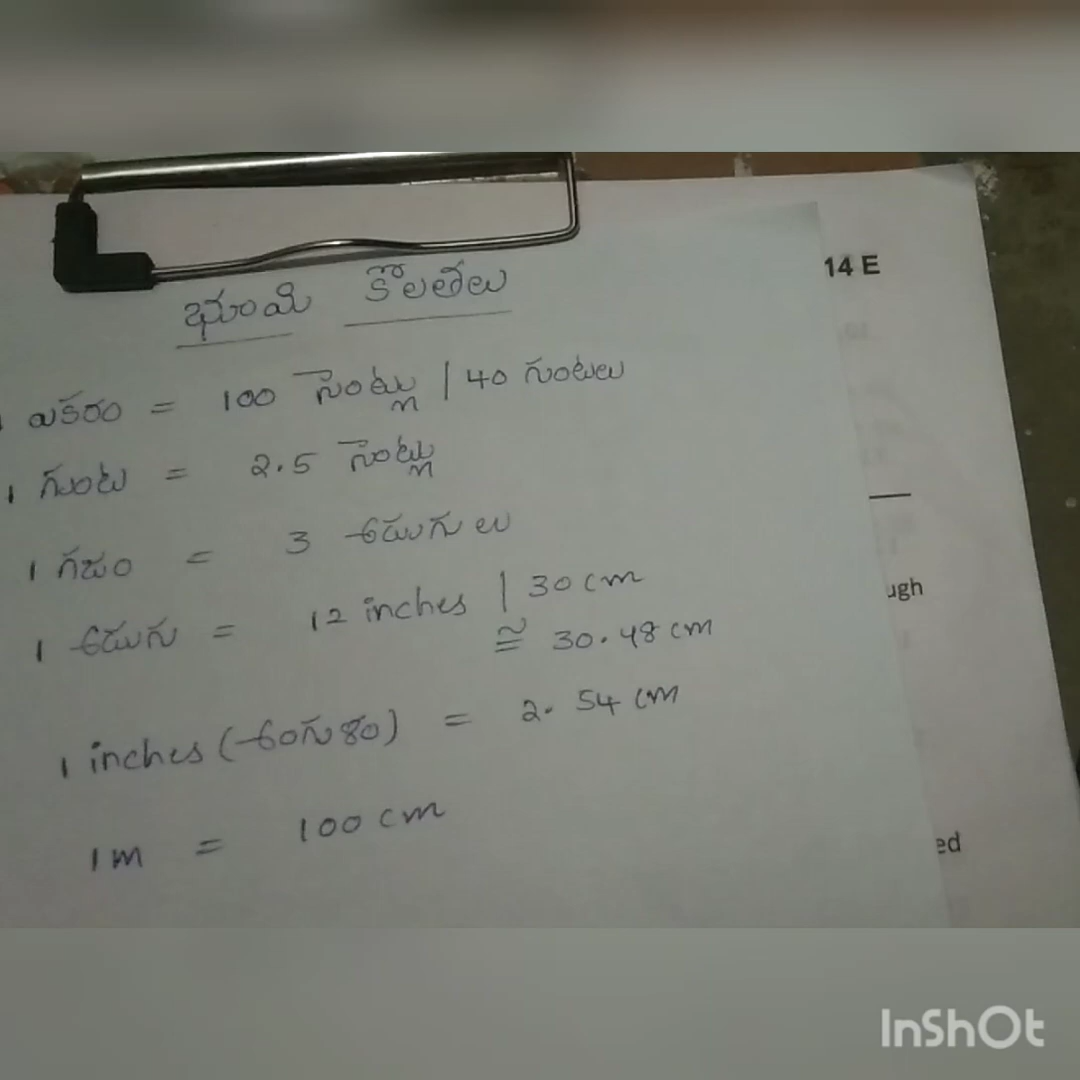 భూమి కొలతలు
1 ఎకరం = 100 సెంట్లు | 40 గుంటలు
1 గుంట = 2.5 సెంట్లు
1 గజం = 3 అడుగులు
1 అడుగు = 12 inches | 30 cm
≅ 30.48 cm
1 inches (అంగుళం) = 2.54 cm
1m = 100 cm
14 E
ugh
ed
InShOt